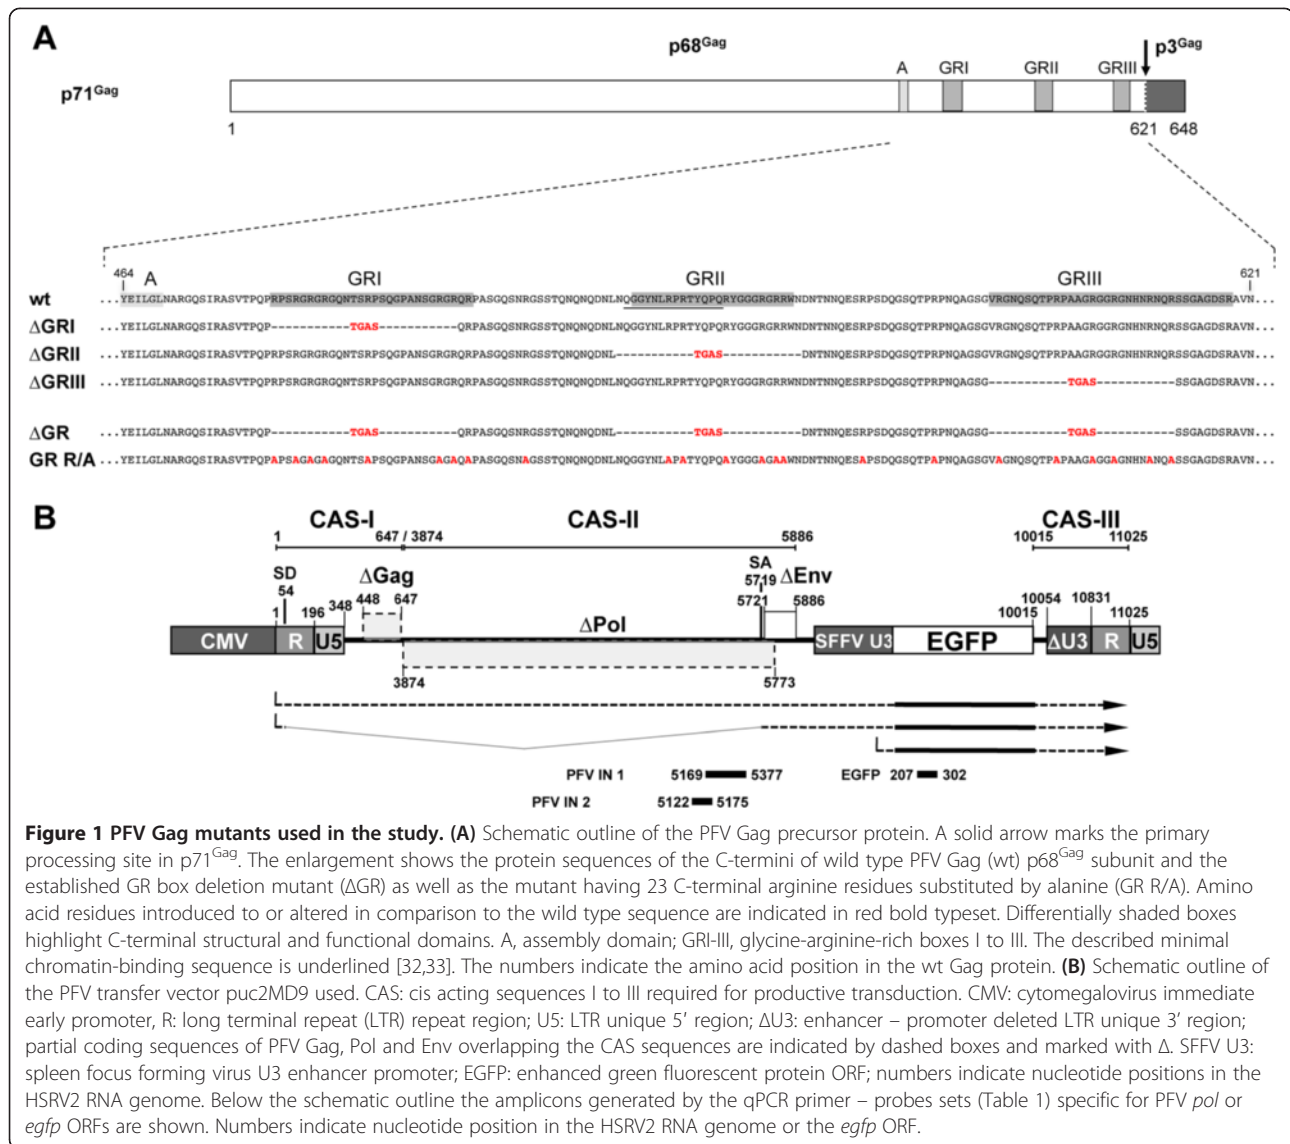 A
p68Gag
p3Gag
A GRI GRII GRIII
p71Gag
1 621 648
464 A GRI GRII GRIII 621
wt ...YEILGLNARGQSIRASVTPQPRPSRGRGRGQNTSRPSQGPANSGRGRQRPASGQSNRGSSTQNQNQDNLNQGGYNLRPRTYQPQRYGGGRGRRWNDNTNNQESRPSDQGSQTPRPNQAGSGVRGNQSQTPRPAAGRGGRGNHNRNQRSSGAGDSRAVN...
ΔGRI ...YEILGLNARGQSIRASVTPQP-----------TGAS-----------QRPASGQSNRGSSTQNQNQDNLNQGGYNLRPRTYQPQRYGGGRGRRWNDNTNNQESRPSDQGSQTPRPNQAGSGVRGNQSQTPRPAAGRGGRGNHNRNQRSSGAGDSRAVN...
ΔGRII ...YEILGLNARGQSIRASVTPQPRPSRGRGRGQNTSRPSQGPANSGRGRQRPASGQSNRGSSTQNQNQDNL-----------TGAS-----------DNTNNQESRPSDQGSQTPRPNQAGSGVRGNQSQTPRPAAGRGGRGNHNRNQRSSGAGDSRAVN...
ΔGRIII ...YEILGLNARGQSIRASVTPQPRPSRGRGRGQNTSRPSQGPANSGRGRQRPASGQSNRGSSTQNQNQDNLNQGGYNLRPRTYQPQRYGGGRGRRWNDNTNNQESRPSDQGSQTPRPNQAGSG-----------TGAS-----------SSGAGDSRAVN...
ΔGR ...YEILGLNARGQSIRASVTPQP-----------TGAS-----------QRPASGQSNRGSSTQNQNQDNL-----------TGAS-----------DNTNNQESRPSDQGSQTPRPNQAGSG-----------TGAS-----------SSGAGDSRAVN...
GR R/A ...YEILGLNARGQSIRASVTPQPAPSAGAGAGQNTSAPSQGPANSGAGAQAPASGQSNAGSSTQNQNQDNLNQGGYNLAPATYQPQAYGGGAGAAWNDNTNNQESAPSDQGSQTPAPNQAGSGVAGNQSQTPAPAAGAGGAGNHNANQASSGAGDSRAVN...
B
CAS-I CAS-II CAS-III
1 647 / 3874 5886 10015 11025
SD ΔGag SA ΔEnv
54 5719
1 196 348 448 647 5721 5886 10015 10054 10831 11025
CMV R U5 ΔPol SFFV U3 EGFP ΔU3 R U5
3874 5773
PFV IN 1 5169 5377 EGFP 207 302
PFV IN 2 5122 5175
Figure 1 PFV Gag mutants used in the study. (A) Schematic outline of the PFV Gag precursor protein. A solid arrow marks the primary
processing site in p71Gag. The enlargement shows the protein sequences of the C-termini of wild type PFV Gag (wt) p68Gag subunit and the
established GR box deletion mutant (ΔGR) as well as the mutant having 23 C-terminal arginine residues substituted by alanine (GR R/A). Amino
acid residues introduced to or altered in comparison to the wild type sequence are indicated in red bold typeset. Differentially shaded boxes
highlight C-terminal structural and functional domains. A, assembly domain; GRI-III, glycine-arginine-rich boxes I to III. The described minimal
chromatin-binding sequence is underlined [32,33]. The numbers indicate the amino acid position in the wt Gag protein. (B) Schematic outline of
the PFV transfer vector puc2MD9 used. CAS: cis acting sequences I to III required for productive transduction. CMV: cytomegalovirus immediate
early promoter, R: long terminal repeat (LTR) repeat region; U5: LTR unique 5′ region; ΔU3: enhancer – promoter deleted LTR unique 3′ region;
partial coding sequences of PFV Gag, Pol and Env overlapping the CAS sequences are indicated by dashed boxes and marked with Δ. SFFV U3:
spleen focus forming virus U3 enhancer promoter; EGFP: enhanced green fluorescent protein ORF; numbers indicate nucleotide positions in the
HSRV2 RNA genome. Below the schematic outline the amplicons generated by the qPCR primer – probes sets (Table 1) specific for PFV pol or
egfp ORFs are shown. Numbers indicate nucleotide position in the HSRV2 RNA genome or the egfp ORF.